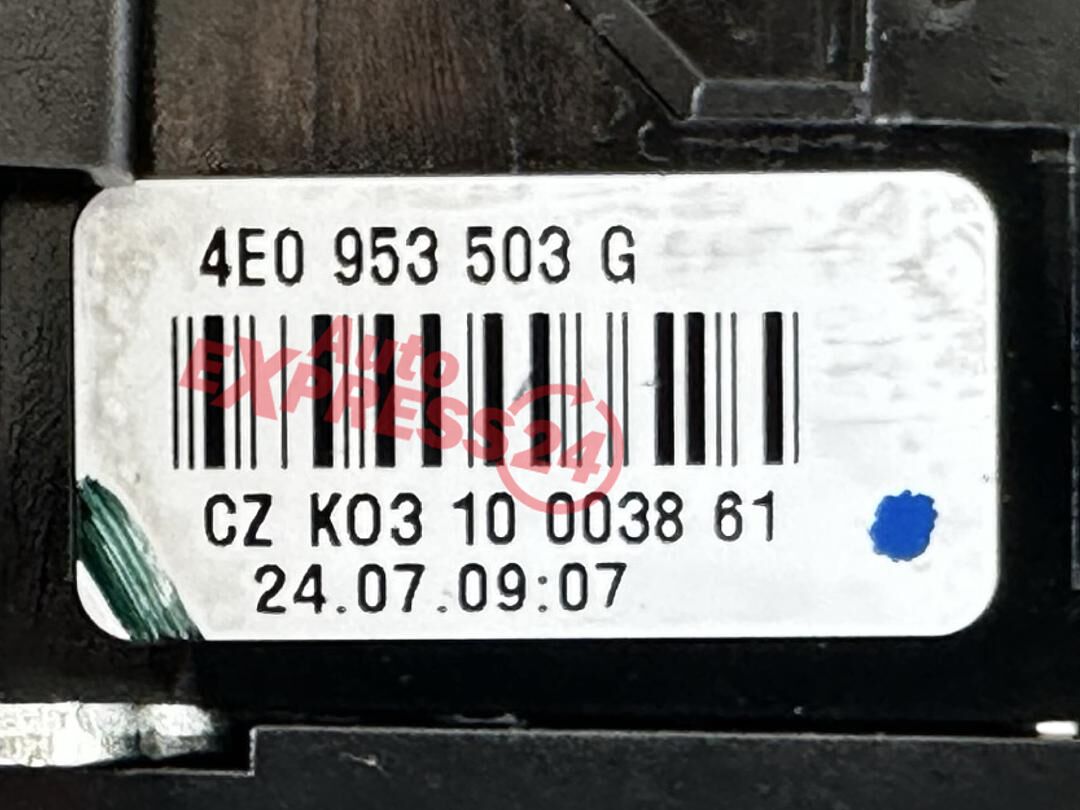 4E0 953 503 G
Auto
EXPRESS24
CZ K03 10 0038 61
24.07.09:07